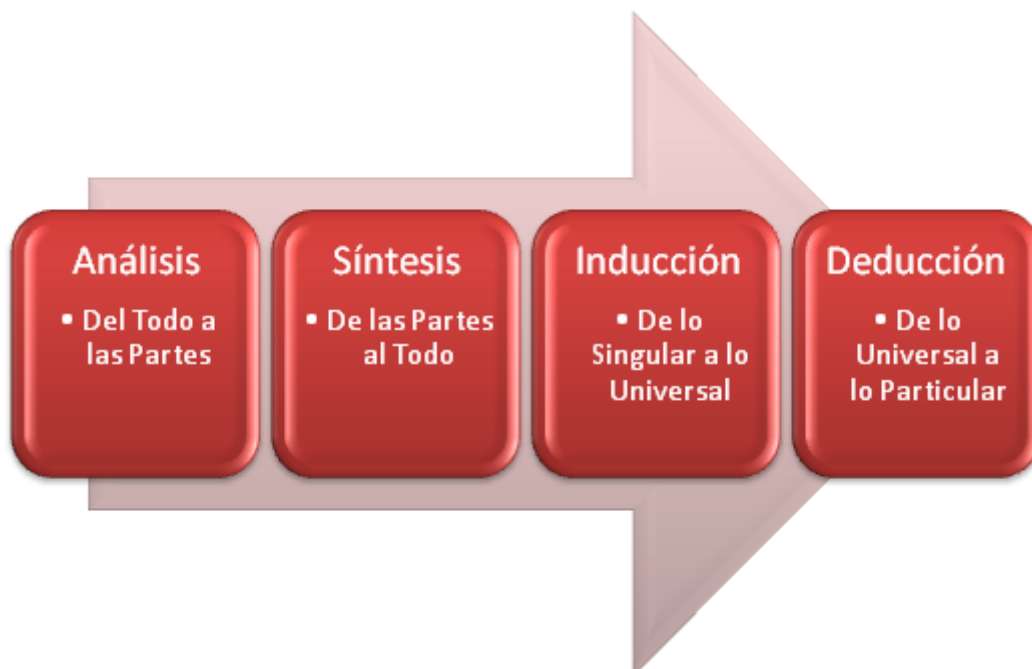 Análisis
• Del Todo a
las Partes
Síntesis
• De las Partes
al Todo
Inducción
• De lo
Singular a lo
Universal
Deducción
• De lo
Universal a
lo Particular